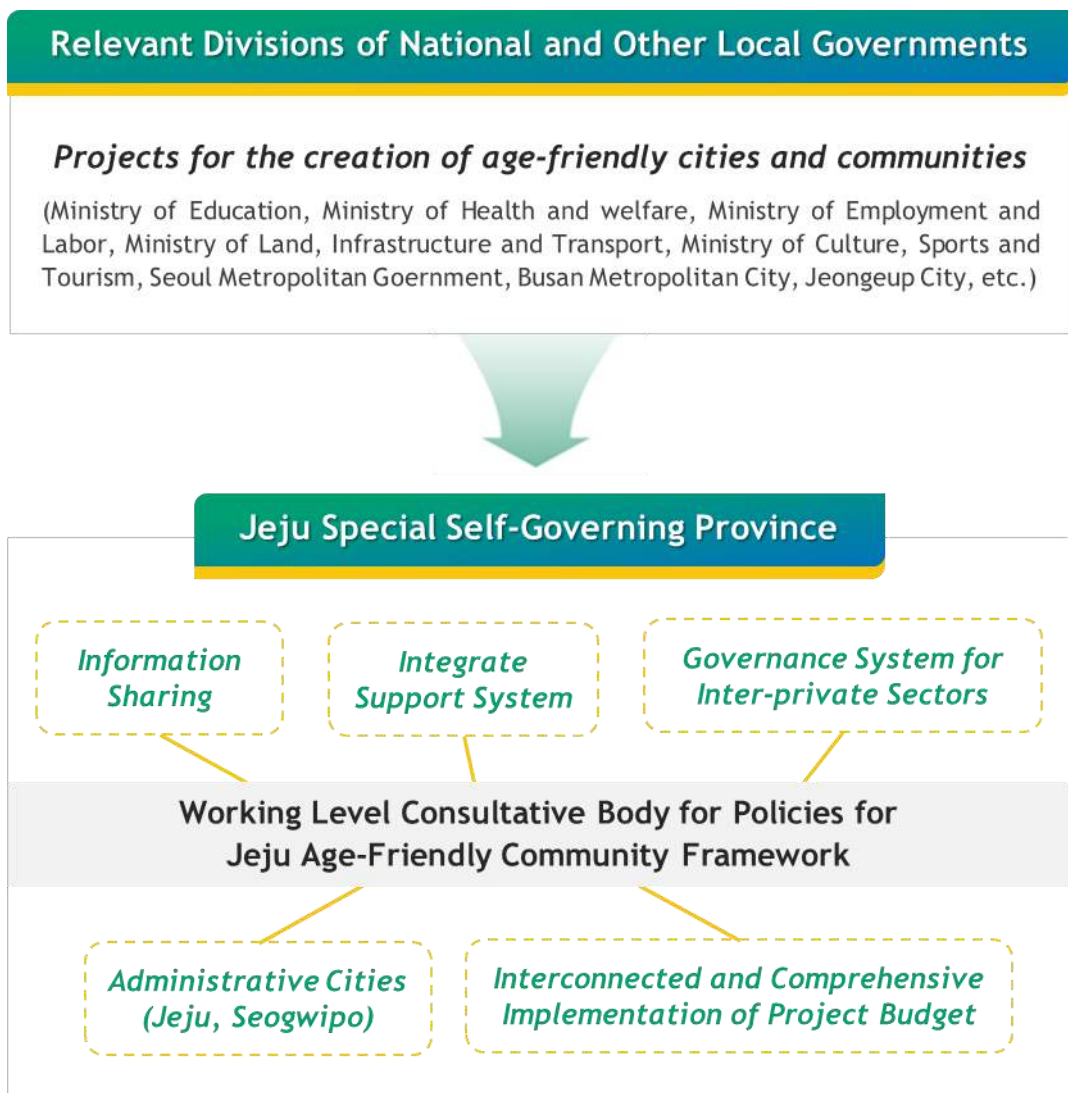 Relevant Divisions of National and Other Local Governments
Projects for the creation of age-friendly cities and communities
(Ministry of Education, Ministry of Health and welfare, Ministry of Employment and
Labor, Ministry of Land, Infrastructure and Transport, Ministry of Culture, Sports and
Tourism, Seoul Metropolitan Goernment, Busan Metropolitan City, Jeongeup City, etc.)
Jeju Special Self-Governing Province
Information
Sharing
Integrate
Support System
Governance System for
Inter-private Sectors
Working Level Consultative Body for Policies for
Jeju Age-Friendly Community Framework
Administrative Cities
(Jeju, Seogwipo)
Interconnected and Comprehensive
Implementation of Project Budget